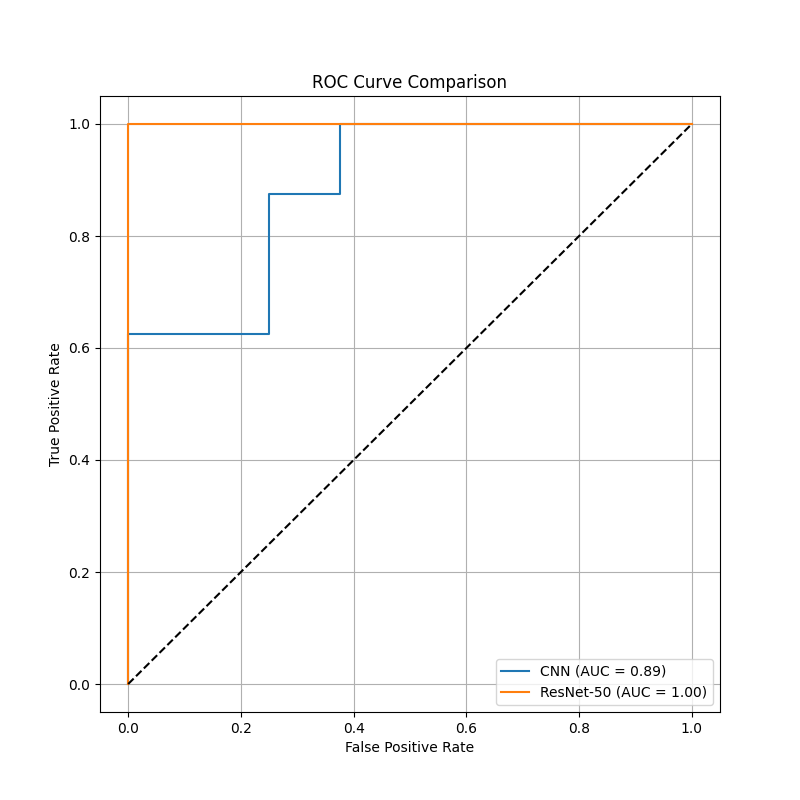 ROC Curve Comparison
1.0
0.8
0.6
0.4
0.2
0.0
True Positive Rate
0.0 0.2 0.4 0.6 0.8 1.0
False Positive Rate
CNN (AUC = 0.89)
ResNet-50 (AUC = 1.00)